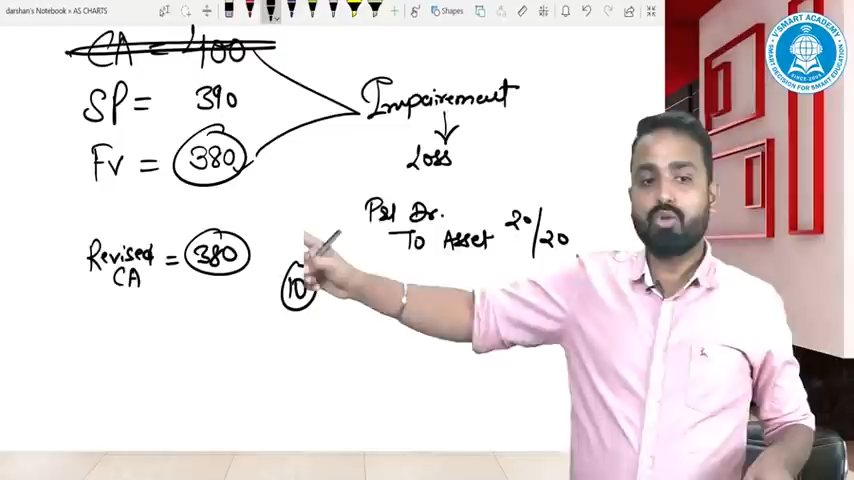 darshan's Notebook » AS CHARTS
Shapes
CA = 400
SP = 390
FV = 380
Impairement
Loss
P&l Dr.
To Asset 20/20
Revised CA = 380
10
V'SMART ACADEMY
SMART DECISION FOR SMART EDUCATION
SINCE-2001